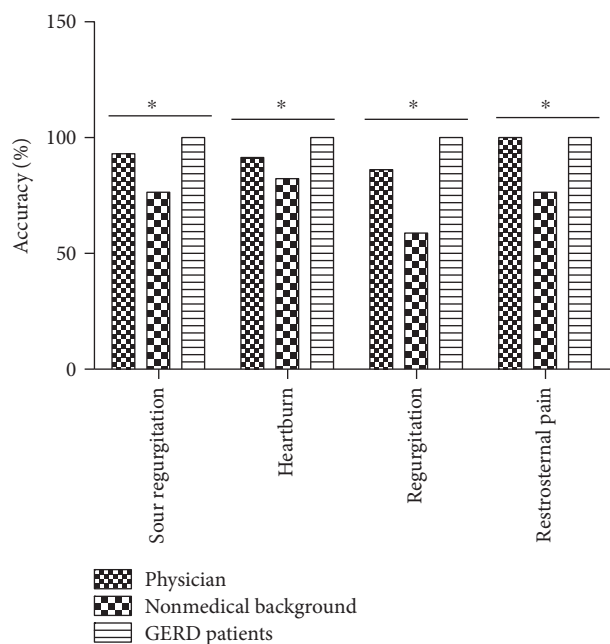 150
100
50
0
Accuracy (%)
*
*
*
*
Sour regurgitation
Heartburn
Regurgitation
Restrosternal pain
Physician
Nonmedical background
GERD patients